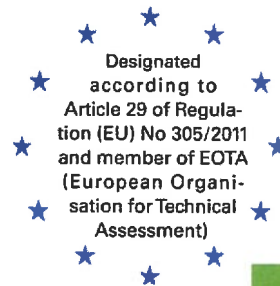 Designated
according to
Article 29 of Regula-
tion (EU) No 305/2011
and member of EOTA
(European Organi-
sation for Technical
Assessment)